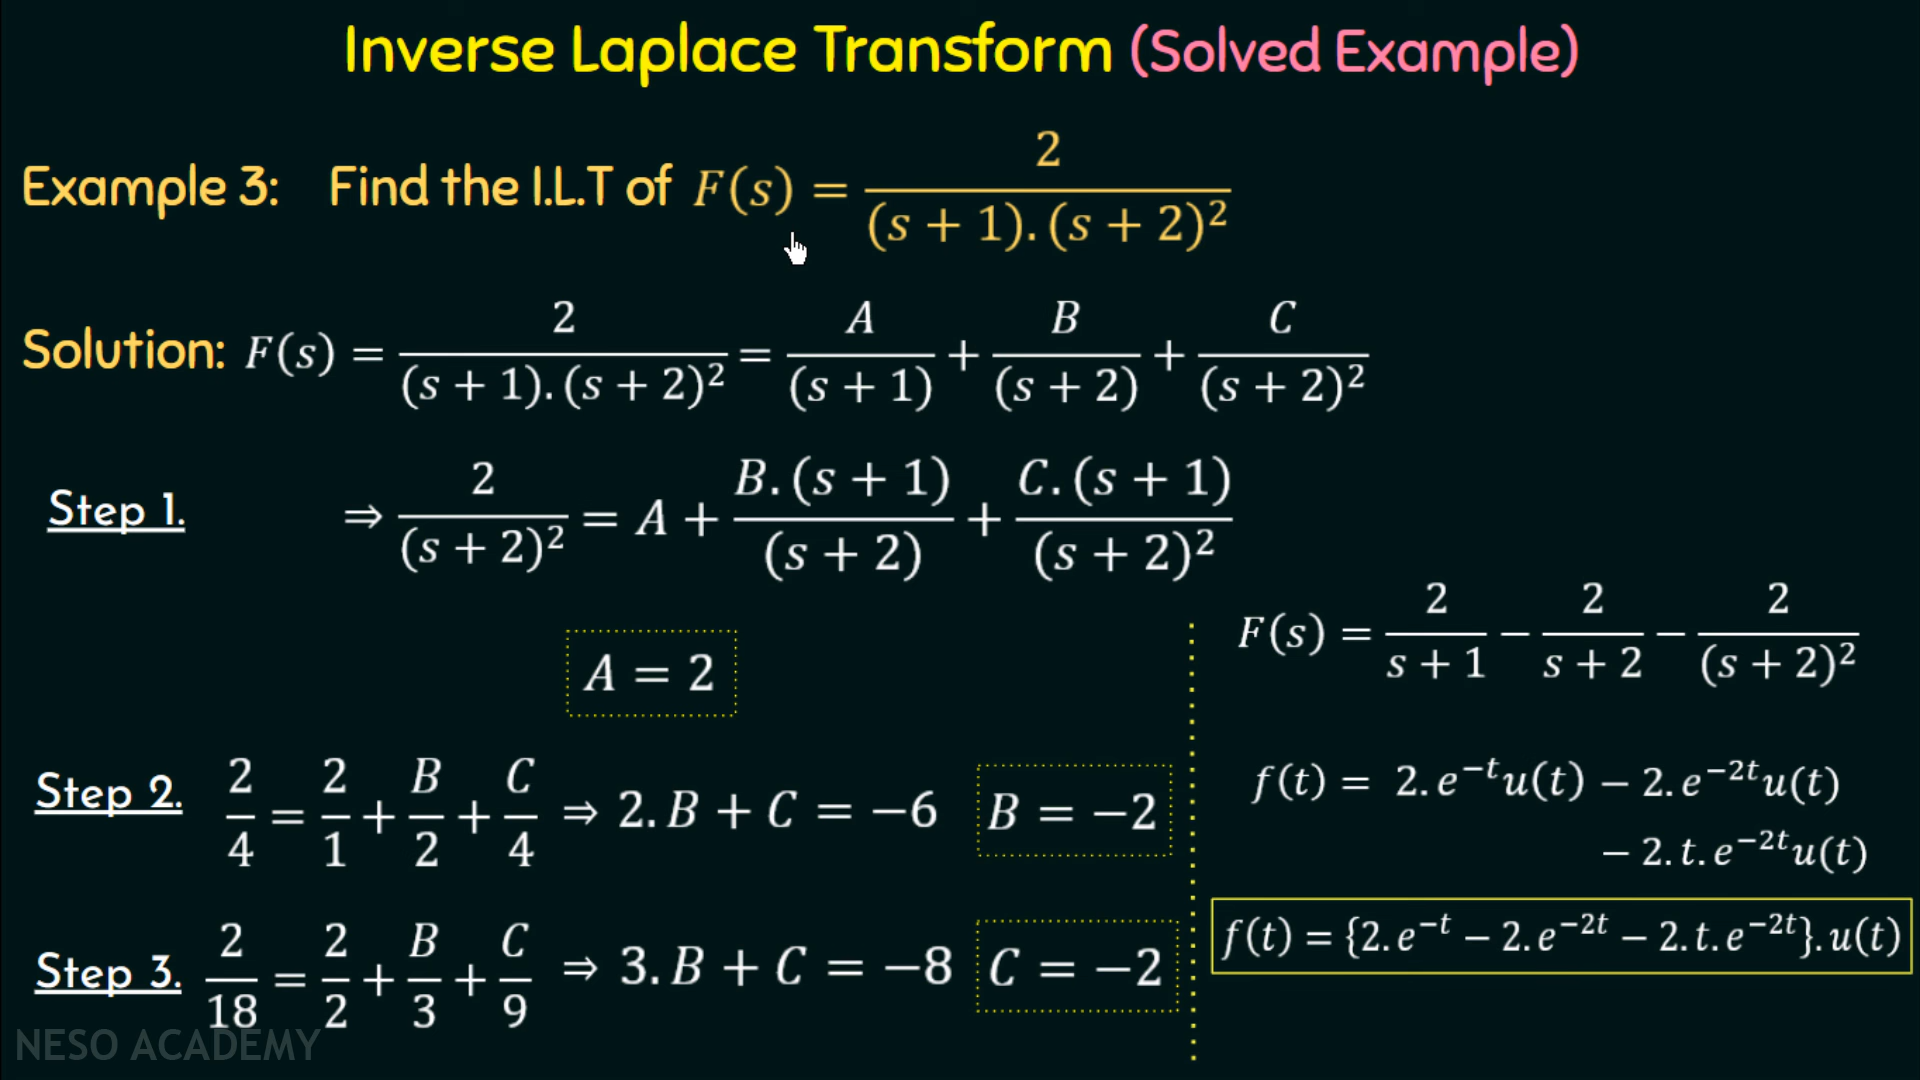 Inverse Laplace Transform (Solved Example)
Example 3: Find the I.L.T of F(s) = 2 / (s + 1).(s + 2)²
Solution: F(s) = 2 / (s + 1).(s + 2)² = A / (s + 1) + B / (s + 2) + C / (s + 2)²
Step 1. ⇒ 2 / (s + 2)² = A + B.(s + 1) / (s + 2) + C.(s + 1) / (s + 2)²
A = 2
Step 2. 2/4 = 2/1 + B/2 + C/4 ⇒ 2.B + C = −6 B = −2
Step 3. 2/18 = 2/2 + B/3 + C/9 ⇒ 3.B + C = −8 C = −2
F(s) = 2 / s + 1 − 2 / s + 2 − 2 / (s + 2)²
f(t) = 2.e⁻ᵗu(t) − 2.e⁻²ᵗu(t)
− 2.t.e⁻²ᵗu(t)
f(t) = {2.e⁻ᵗ − 2.e⁻²ᵗ − 2.t.e⁻²ᵗ}.u(t)
NESO ACADEMY